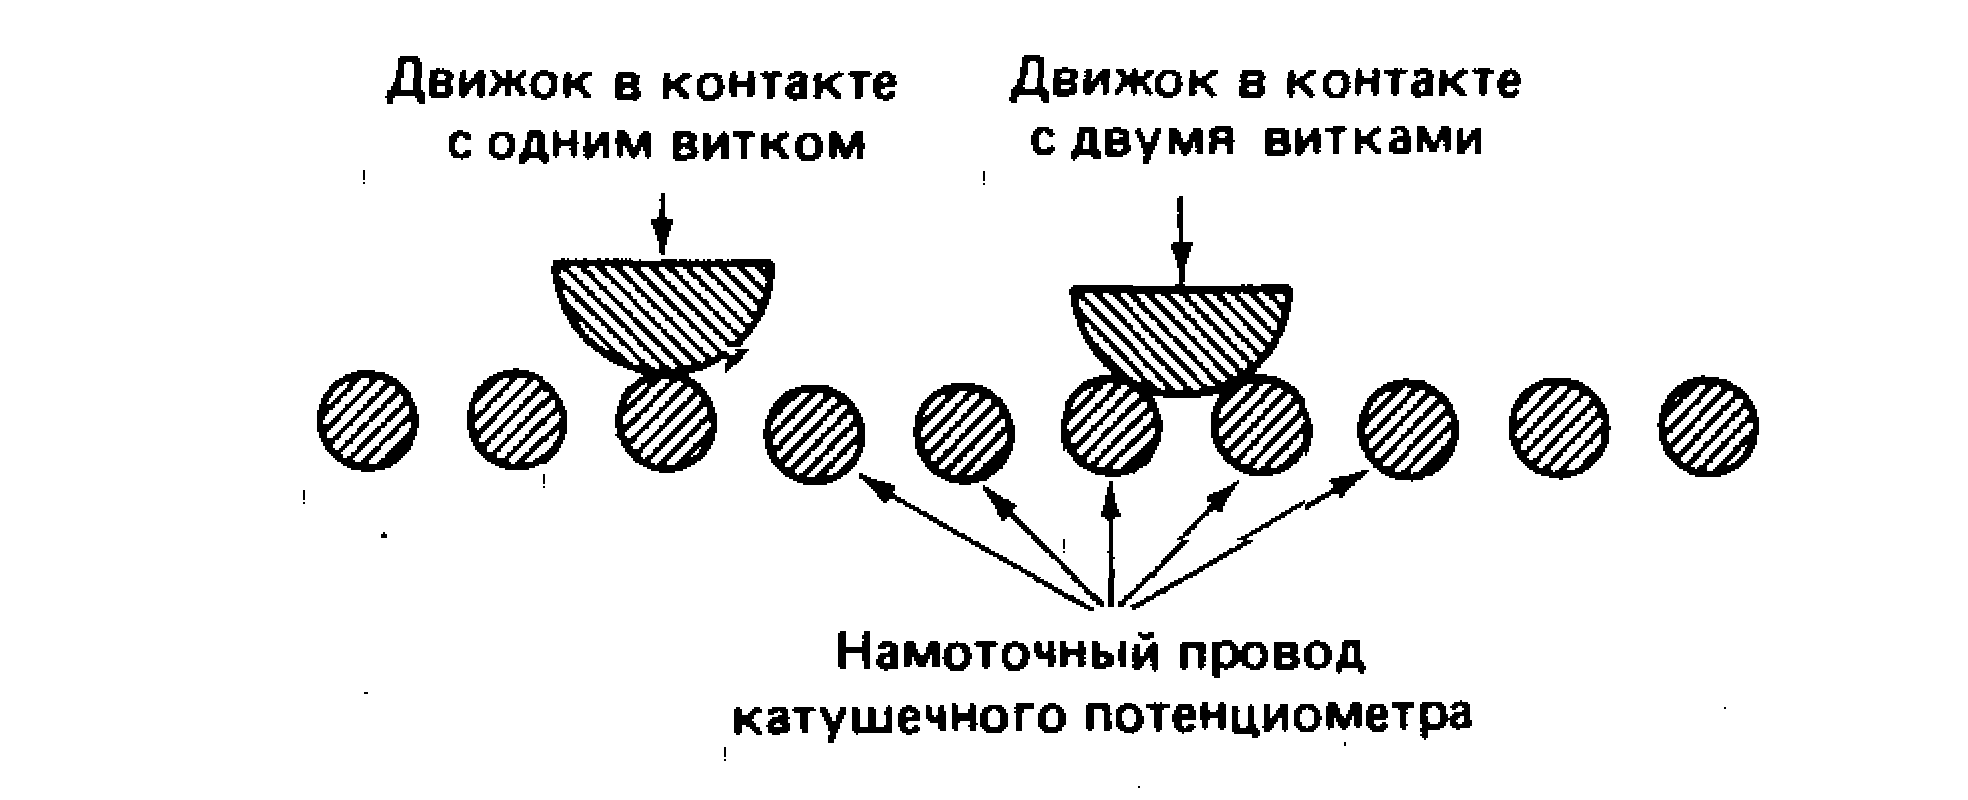 Движок в контакте
с одним витком
Движок в контакте
с двумя витками
Намоточный провод
катушечного потенциометра